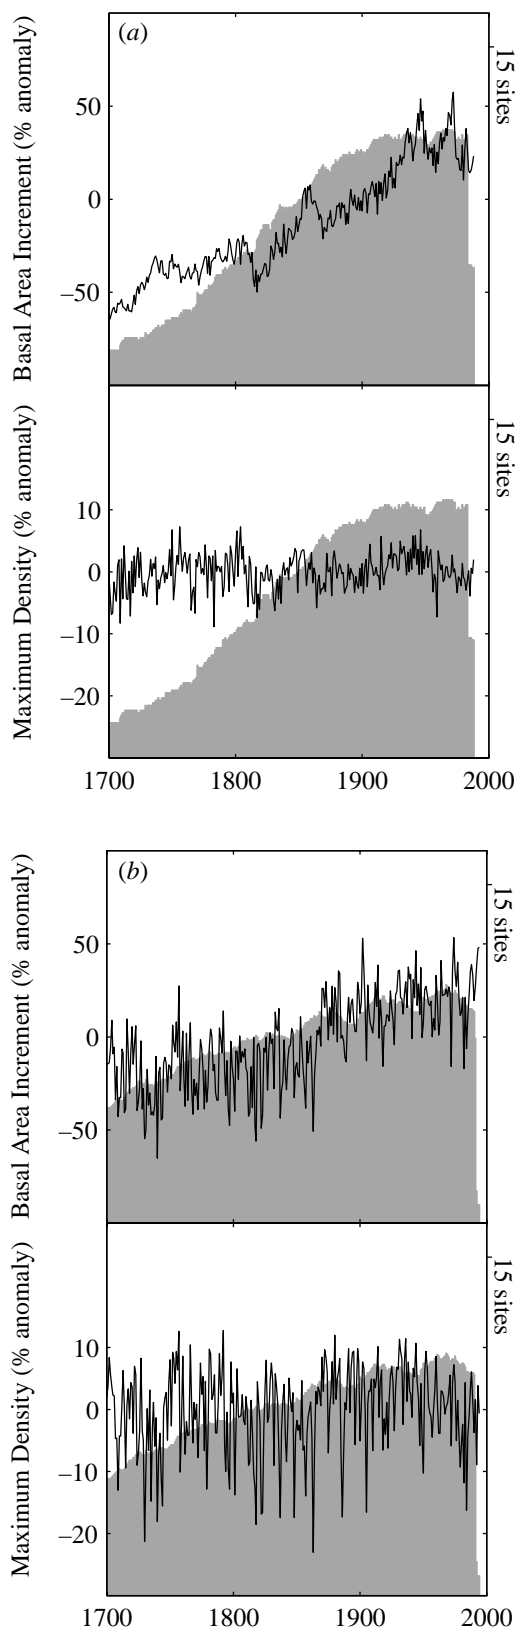 (a)
Basal Area Increment (% anomaly)
50
0
−50
15 sites
Maximum Density (% anomaly)
10
0
−10
−20
15 sites
1700 1800 1900 2000
(b)
Basal Area Increment (% anomaly)
50
0
−50
15 sites
Maximum Density (% anomaly)
10
0
−10
−20
15 sites
1700 1800 1900 2000